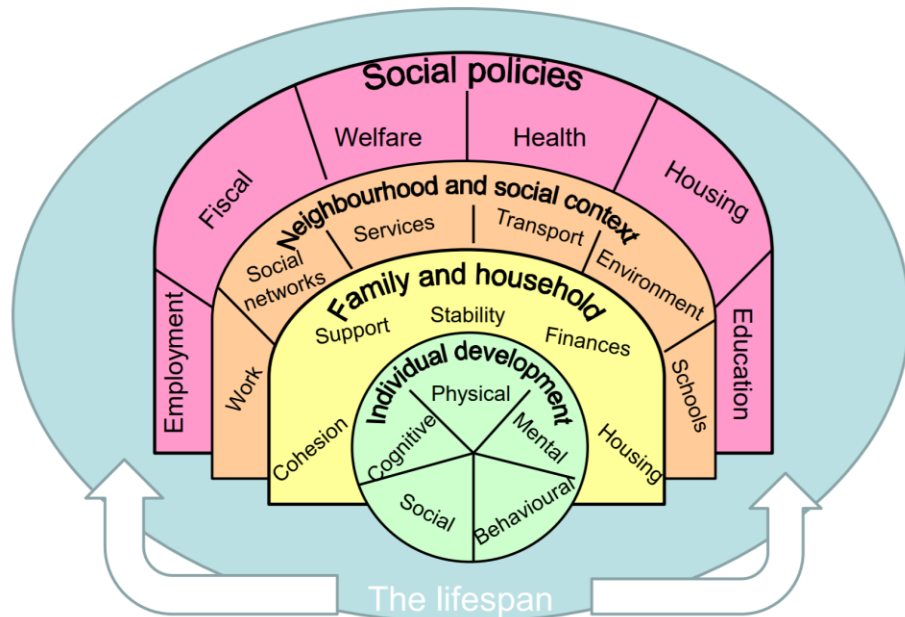 Social policies
Welfare
Health
Fiscal
Housing
Employment
Education
Neighbourhood and social context
Services
Transport
Social
networks
Environment
Work
Schools
Family and household
Support
Stability
Finances
Cohesion
Housing
Individual development
Physical
Cognitive
Mental
Social
Behavioural
The lifespan